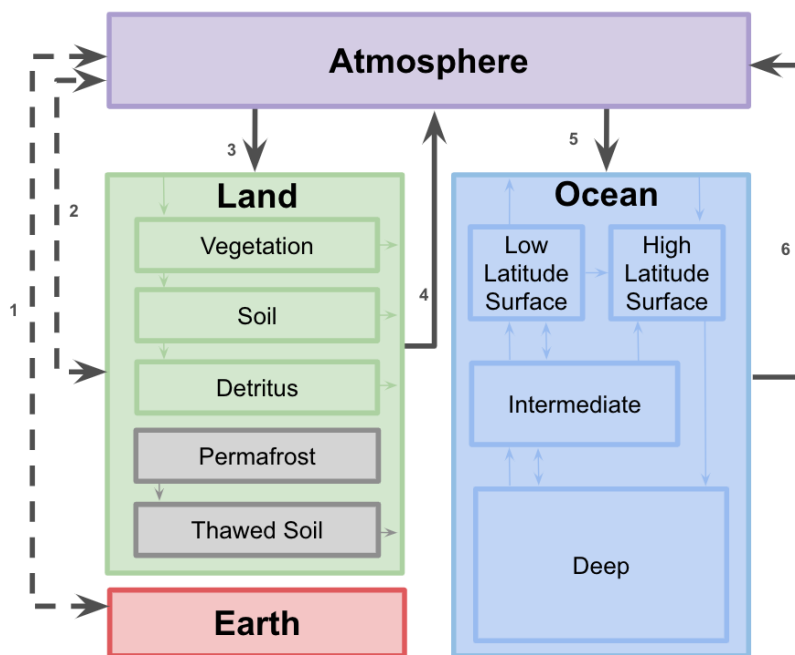 Atmosphere
1
2
3
4
5
6
Land
Vegetation
Soil
Detritus
Permafrost
Thawed Soil
Earth
Ocean
Low
Latitude
Surface
High
Latitude
Surface
Intermediate
Deep